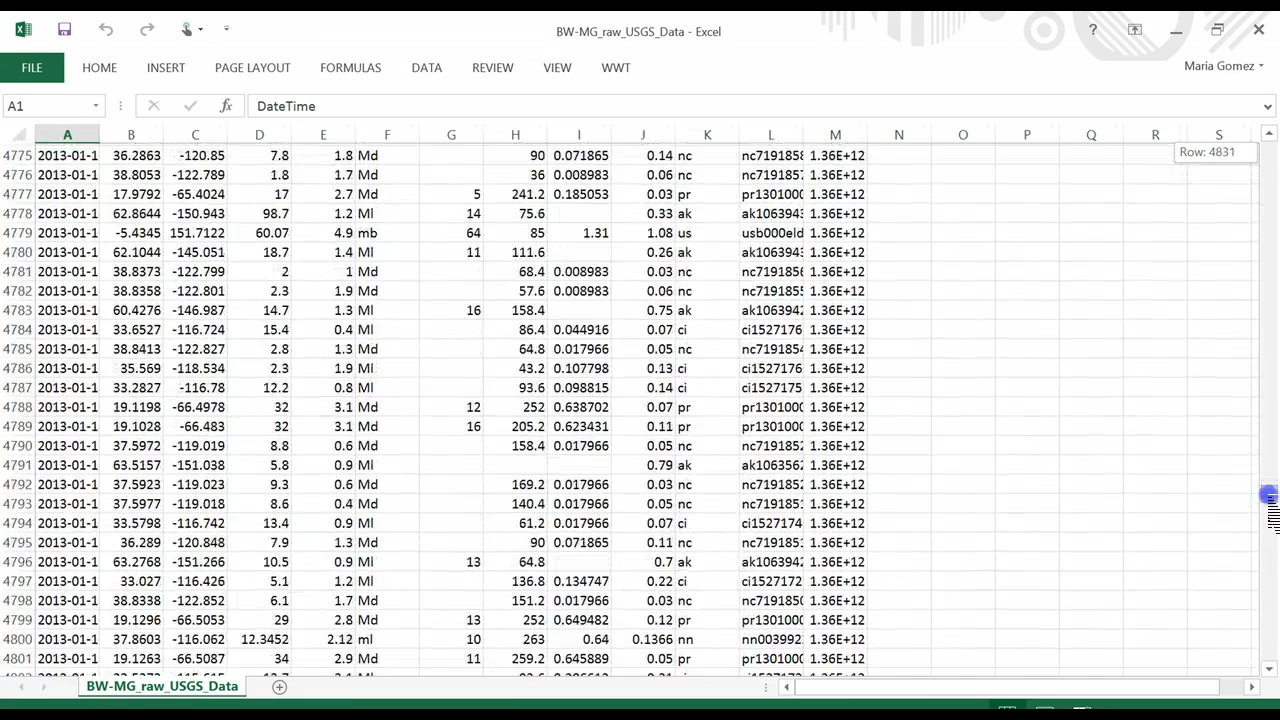 BW-MG_raw_USGS_Data - Excel
FILE HOME INSERT PAGE LAYOUT FORMULAS DATA REVIEW VIEW WWT Maria Gomez
A1 fx DateTime
A B C D E F G H I J K L M N O P Q R S
Row: 4831
4775 2013-01-1 36.2863 -120.85 7.8 1.8 Md 90 0.071865 0.14 nc nc7191858 1.36E+12
4776 2013-01-1 38.8053 -122.789 1.8 1.7 Md 36 0.008983 0.06 nc nc7191857 1.36E+12
4777 2013-01-1 17.9792 -65.4024 17 2.7 Md 5 241.2 0.185053 0.03 pr pr1301000 1.36E+12
4778 2013-01-1 62.8644 -150.943 98.7 1.2 Ml 14 75.6 0.33 ak ak1063943 1.36E+12
4779 2013-01-1 -5.4345 151.7122 60.07 4.9 mb 64 85 1.31 1.08 us usb000eld 1.36E+12
4780 2013-01-1 62.1044 -145.051 18.7 1.4 Ml 11 111.6 0.26 ak ak1063943 1.36E+12
4781 2013-01-1 38.8373 -122.799 2 1 Md 68.4 0.008983 0.03 nc nc7191856 1.36E+12
4782 2013-01-1 38.8358 -122.801 2.3 1.9 Md 57.6 0.008983 0.06 nc nc7191855 1.36E+12
4783 2013-01-1 60.4276 -146.987 14.7 1.3 Ml 16 158.4 0.75 ak ak1063942 1.36E+12
4784 2013-01-1 33.6527 -116.724 15.4 0.4 Ml 86.4 0.044916 0.07 ci ci1527176 1.36E+12
4785 2013-01-1 38.8413 -122.827 2.8 1.3 Md 64.8 0.017966 0.05 nc nc7191854 1.36E+12
4786 2013-01-1 35.569 -118.534 2.3 1.9 Ml 43.2 0.107798 0.13 ci ci1527176 1.36E+12
4787 2013-01-1 33.2827 -116.78 12.2 0.8 Ml 93.6 0.098815 0.14 ci ci1527175 1.36E+12
4788 2013-01-1 19.1198 -66.4978 32 3.1 Md 12 252 0.638702 0.07 pr pr1301000 1.36E+12
4789 2013-01-1 19.1028 -66.483 32 3.1 Md 16 205.2 0.623431 0.11 pr pr1301000 1.36E+12
4790 2013-01-1 37.5972 -119.019 8.8 0.6 Md 158.4 0.017966 0.05 nc nc7191852 1.36E+12
4791 2013-01-1 63.5157 -151.038 5.8 0.9 Ml 0.79 ak ak1063562 1.36E+12
4792 2013-01-1 37.5923 -119.023 9.3 0.6 Md 169.2 0.017966 0.03 nc nc7191852 1.36E+12
4793 2013-01-1 37.5977 -119.018 8.6 0.4 Md 140.4 0.017966 0.05 nc nc7191851 1.36E+12
4794 2013-01-1 33.5798 -116.742 13.4 0.9 Ml 61.2 0.017966 0.07 ci ci1527174 1.36E+12
4795 2013-01-1 36.289 -120.848 7.9 1.3 Md 90 0.071865 0.11 nc nc7191851 1.36E+12
4796 2013-01-1 63.2768 -151.266 10.5 0.9 Ml 13 64.8 0.7 ak ak1063942 1.36E+12
4797 2013-01-1 33.027 -116.426 5.1 1.2 Ml 136.8 0.134747 0.22 ci ci1527172 1.36E+12
4798 2013-01-1 38.8338 -122.852 6.1 1.7 Md 151.2 0.017966 0.03 nc nc7191850 1.36E+12
4799 2013-01-1 19.1296 -66.5053 29 2.8 Md 13 252 0.649482 0.12 pr pr1301000 1.36E+12
4800 2013-01-1 37.8603 -116.062 12.3452 2.12 ml 10 263 0.64 0.1366 nn nn003992 1.36E+12
4801 2013-01-1 19.1263 -66.5087 34 2.9 Md 11 259.2 0.645889 0.05 pr pr1301000 1.36E+12
BW-MG_raw_USGS_Data